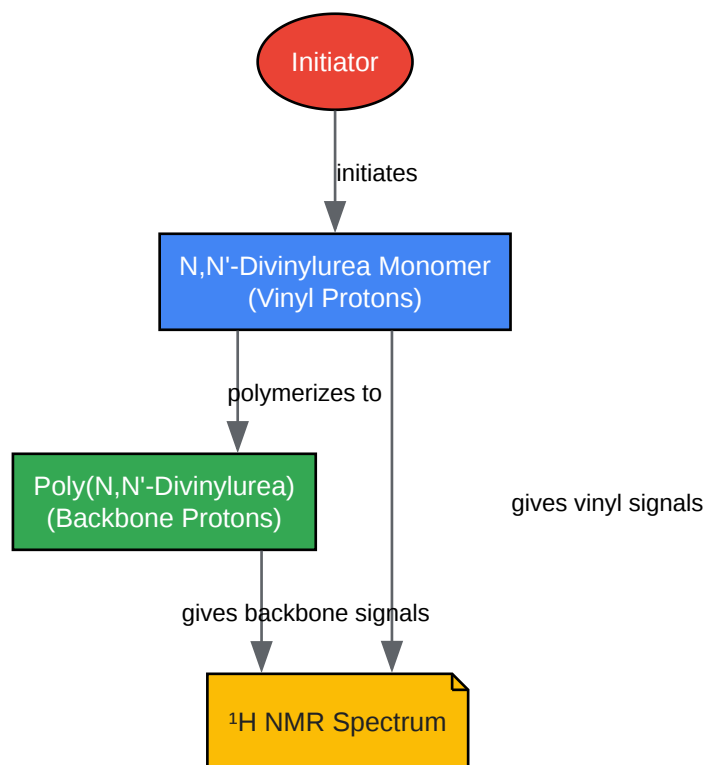 Initiator
initiates
N,N'-Divinylurea Monomer
(Vinyl Protons)
polymerizes to
Poly(N,N'-Divinylurea)
(Backbone Protons)
gives vinyl signals
gives backbone signals
¹H NMR Spectrum